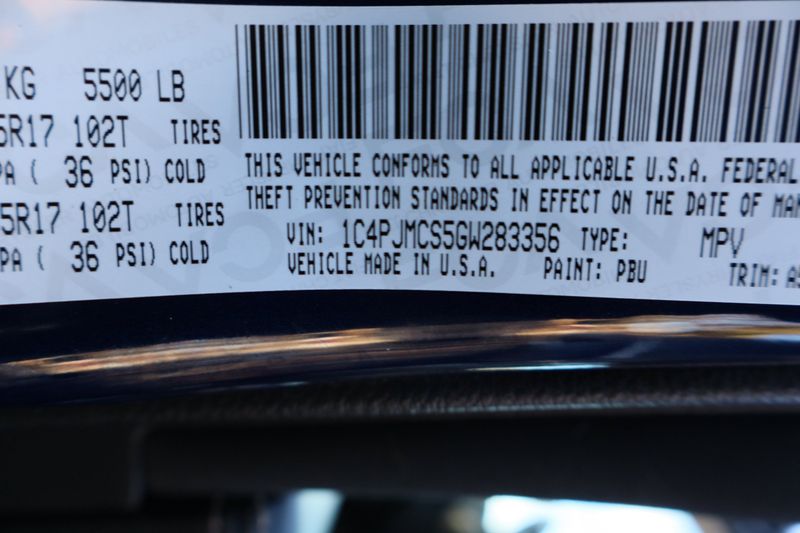 KG 5500 LB
5R17 102T TIRES
PA ( 36 PSI) COLD
5R17 102T TIRES
PA ( 36 PSI) COLD
THIS VEHICLE CONFORMS TO ALL APPLICABLE U.S.A. FEDERAL
THEFT PREVENTION STANDARDS IN EFFECT ON THE DATE OF MAN
VIN: 1C4PJMCS5GW283356 TYPE: MPV
VEHICLE MADE IN U.S.A. PAINT: PBU TRIM: AS